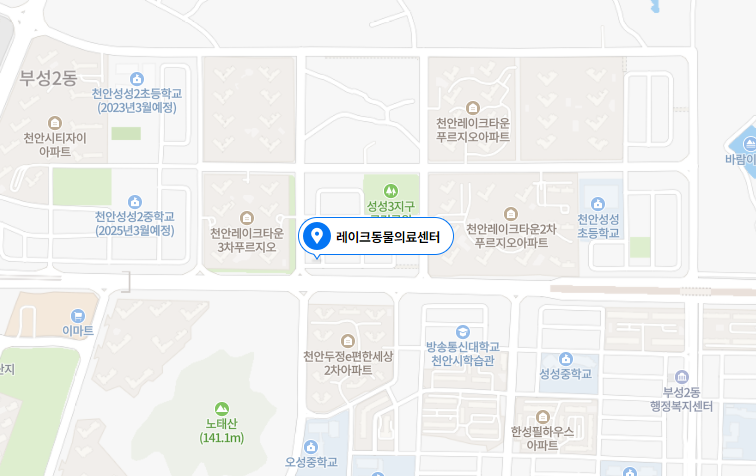 부성2동
천안성성2초등학교
(2023년3월예정)
천안시티자이
아파트
천안레이크타운
푸르지오아파트
바람이
천안성성2중학교
(2025년3월예정)
천안레이크타운
3차푸르지오
성성3지구
레이크동물의료센터
천안레이크타운2차
푸르지오아파트
천안성성
초등학교
이마트
천안두정e편한세상
2차아파트
방송통신대학교
천안시학습관
성성중학교
부성2동
행정복지센터
단지
노태산
(141.1m)
한성필하우스
아파트
오성중학교